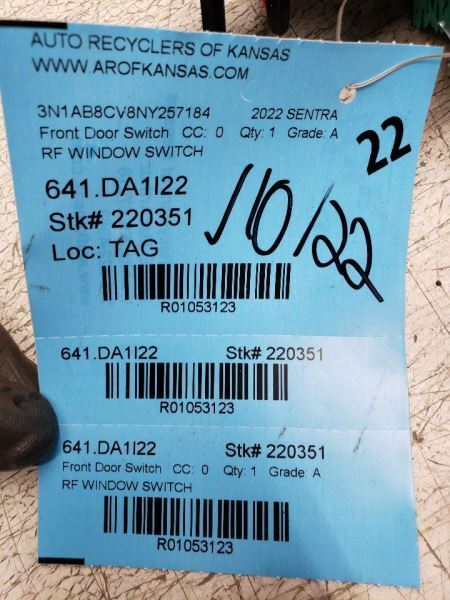 AUTO RECYCLERS OF KANSAS
WWW.AROFKANSAS.COM
3N1AB8CV8NY257184 2022 SENTRA
Front Door Switch CC: 0 Qty: 1 Grade: A
RF WINDOW SWITCH
22
641.DA1I22
Stk# 220351
Loc: TAG
110/22
R01053123
641.DA1I22 Stk# 220351
R01053123
641.DA1I22 Stk# 220351
Front Door Switch CC: 0 Qty: 1 Grade: A
RF WINDOW SWITCH
R01053123